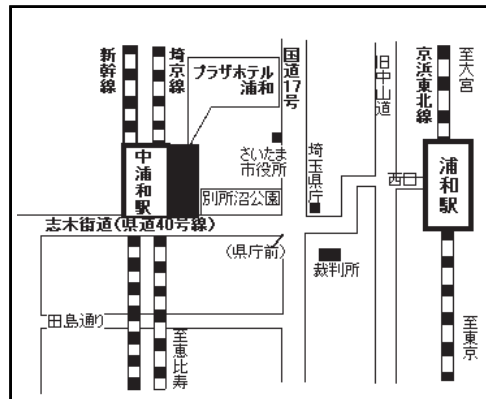 新幹線
埼京線
プラザホテル
浦和
国道17号
旧中山道
京浜東北線
至大宮
さいたま
市役所
埼玉県庁
中浦和駅
別所沼公園
西口
浦和駅
志木街道(県道40号線)
(県庁前)
裁判所
田島通り
至恵比寿
至東京